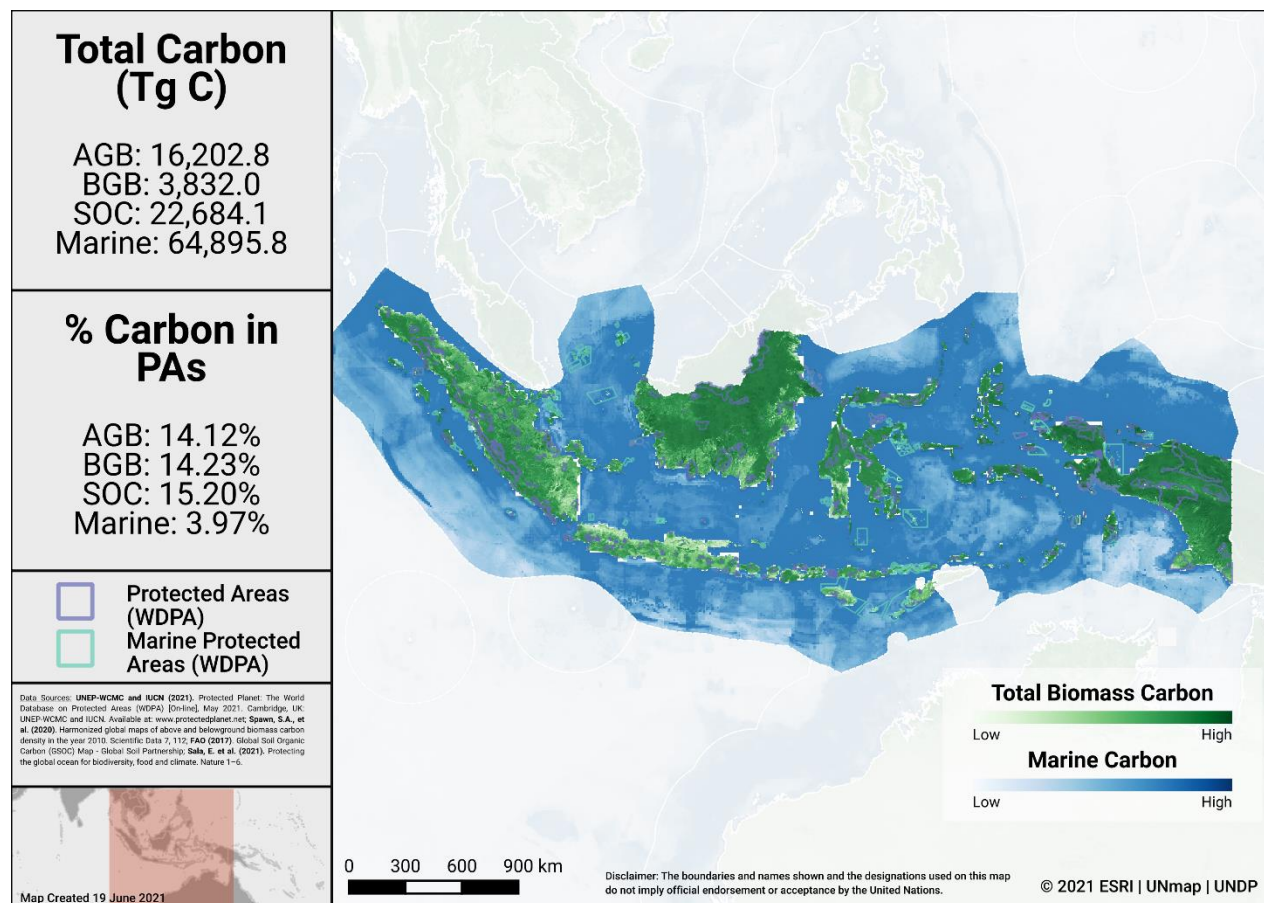 Total Carbon
(Tg C)
AGB: 16,202.8
BGB: 3,832.0
SOC: 22,684.1
Marine: 64,895.8
% Carbon in
PAs
AGB: 14.12%
BGB: 14.23%
SOC: 15.20%
Marine: 3.97%
Protected Areas
(WDPA)
Marine Protected
Areas (WDPA)
Data Sources: UNEP-WCMC and IUCN (2021). Protected Planet: The World
Database on Protected Areas (WDPA) [On-line], May 2021. Cambridge, UK:
UNEP-WCMC and IUCN. Available at: www.protectedplanet.net; Spawn, S.A., et
al. (2020). Harmonized global maps of above and belowground biomass carbon
density in the year 2010. Scientific Data 7, 112; FAO (2017). Global Soil Organic
Carbon (GSOC) Map - Global Soil Partnership; Sala, E. et al. (2021). Protecting
the global ocean for biodiversity, food and climate. Nature 1–6.
Map Created 19 June 2021
Total Biomass Carbon
Low High
Marine Carbon
Low High
0 300 600 900 km
Disclaimer: The boundaries and names shown and the designations used on this map
do not imply official endorsement or acceptance by the United Nations.
© 2021 ESRI | UNmap | UNDP